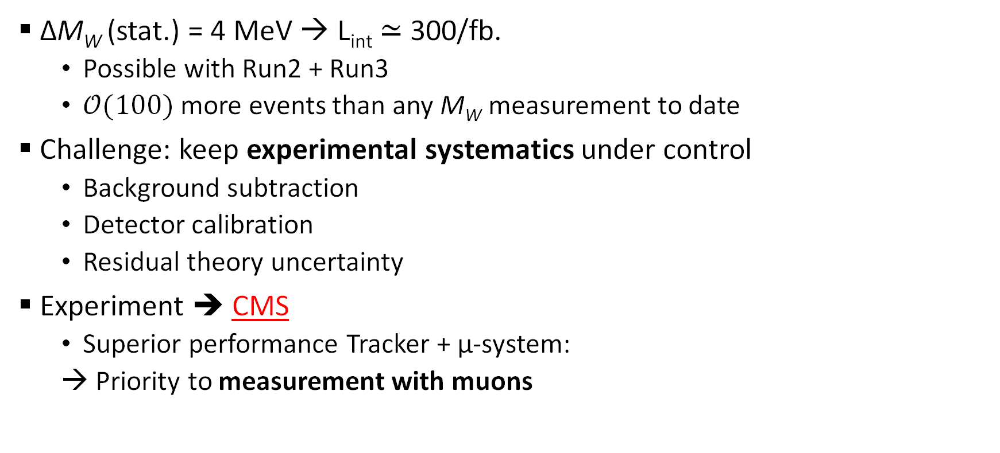 ▪ ΔM_W (stat.) = 4 MeV → L_int ≃ 300/fb.
• Possible with Run2 + Run3
• 𝒪(100) more events than any M_W measurement to date
▪ Challenge: keep experimental systematics under control
• Background subtraction
• Detector calibration
• Residual theory uncertainty
▪ Experiment ➔ CMS
• Superior performance Tracker + μ-system:
→ Priority to measurement with muons